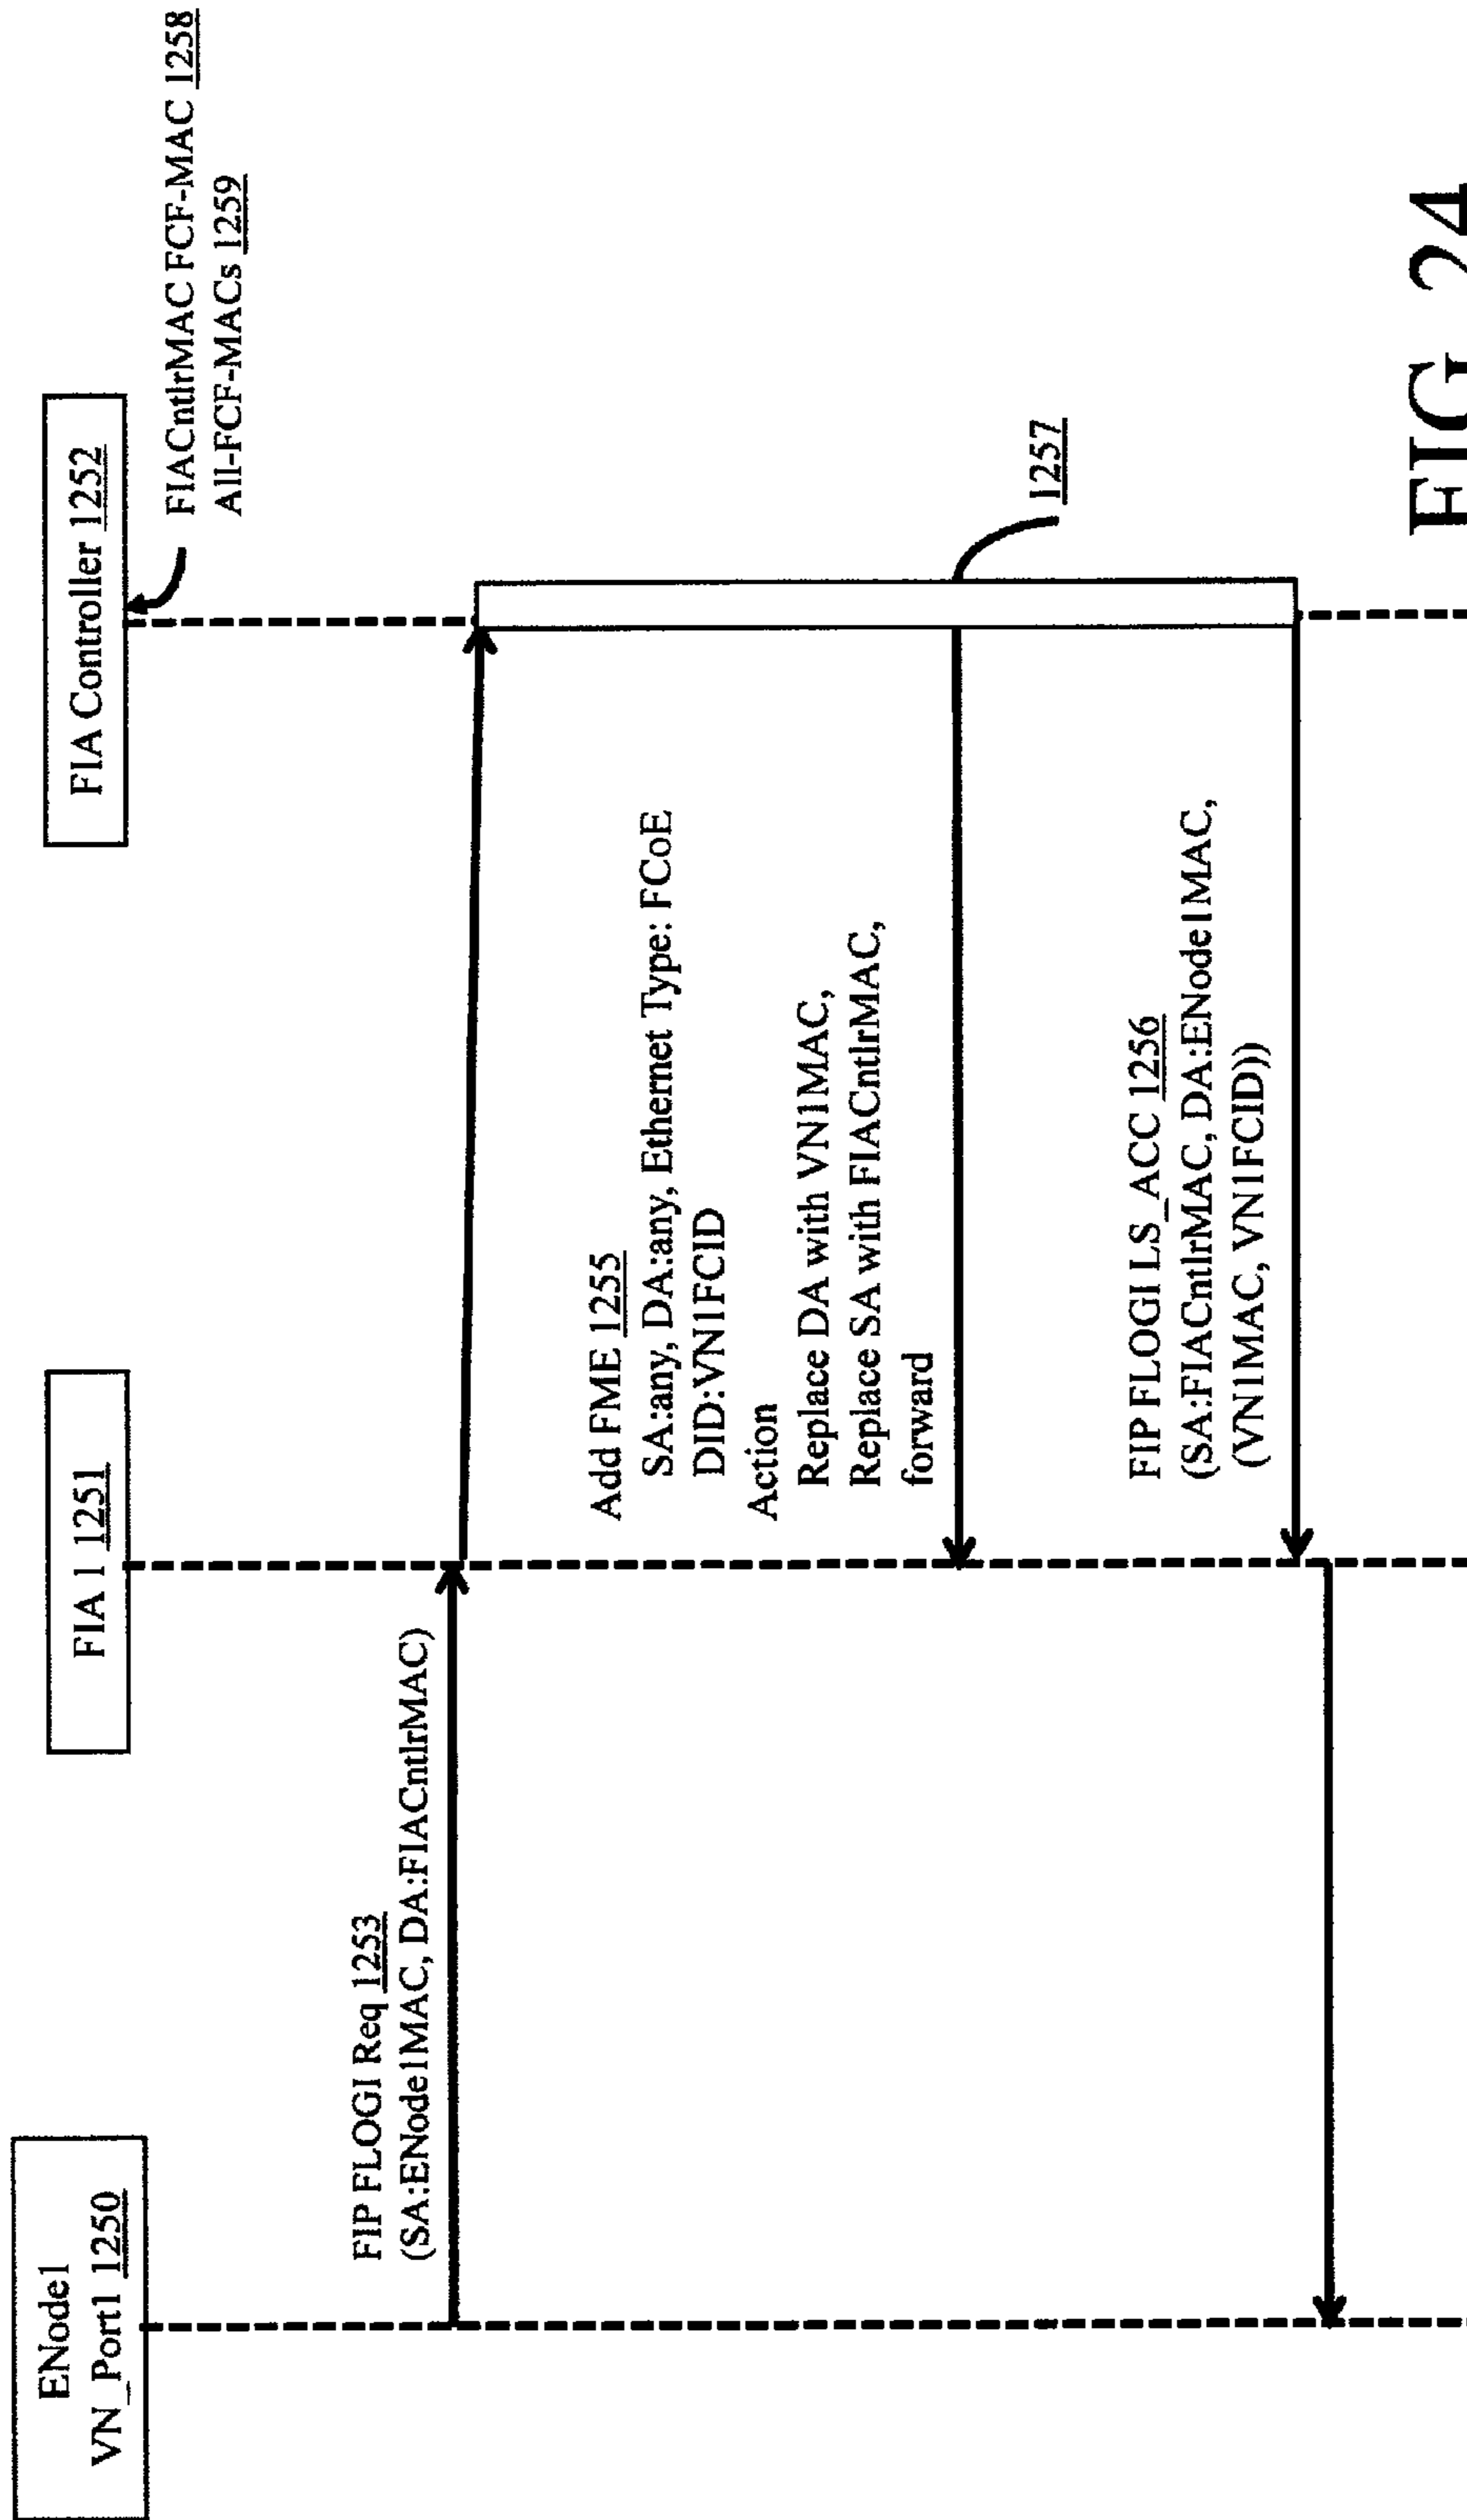 ENode1
VN_Port1 1250
FIA 1 1251
FIA Controller 1252
FIACntlrMAC FCF-MAC 1258
All-FCF-MACs 1259
FIP FLOGI Req 1253
(SA:ENode1MAC, DA:FIACntlrMAC)
Add FME 1255
SA:any, DA:any, Ethernet Type: FCoE
DID:VN1FCID
Action
Replace DA with VN1MAC,
Replace SA with FIACntlrMAC,
forward
1257
FIP FLOGI LS_ACC 1256
(SA:FIACntlrMAC, DA:ENode1MAC,
(VN1MAC, VN1FCID))
FIG. 24